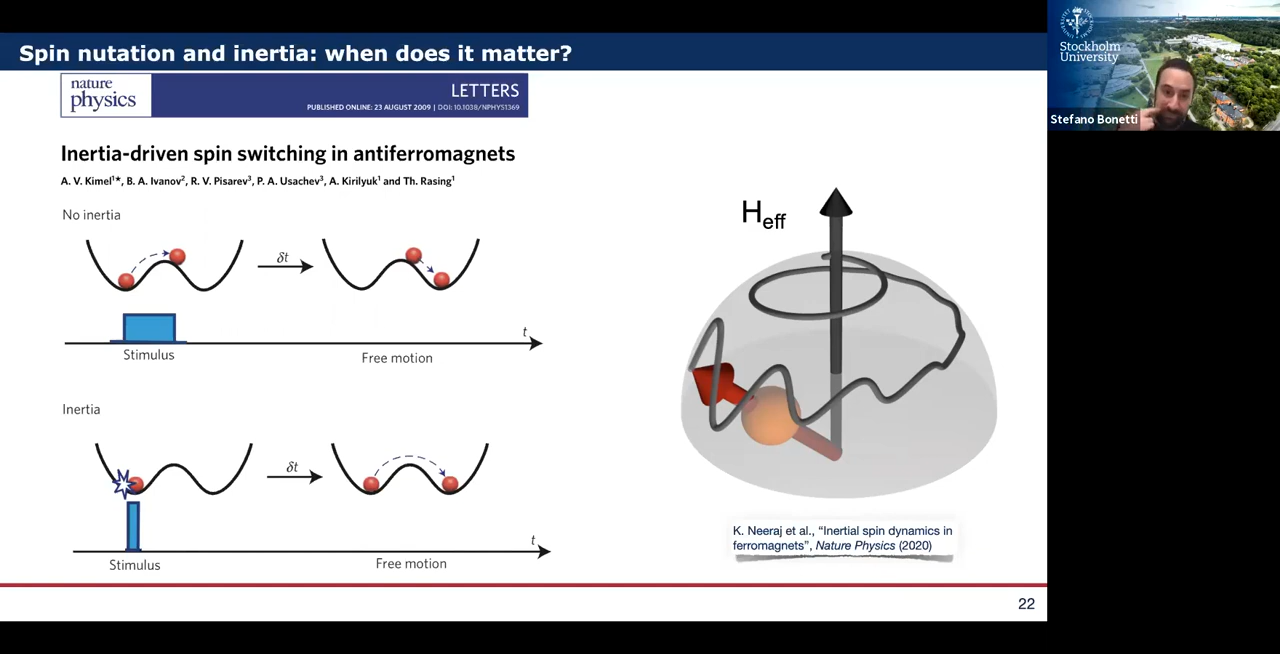 Spin nutation and inertia: when does it matter?
nature
physics
LETTERS
PUBLISHED ONLINE: 23 AUGUST 2009 | DOI: 10.1038/NPHYS1369
Inertia-driven spin switching in antiferromagnets
A. V. Kimel¹*, B. A. Ivanov², R. V. Pisarev³, P. A. Usachev³, A. Kirilyuk¹ and Th. Rasing¹
No inertia
δt
t
Stimulus
Free motion
Inertia
δt
t
Stimulus
Free motion
Heff
K. Neeraj et al., “Inertial spin dynamics in
ferromagnets”, Nature Physics (2020)
22
Stockholm
University
Stefano Bonetti